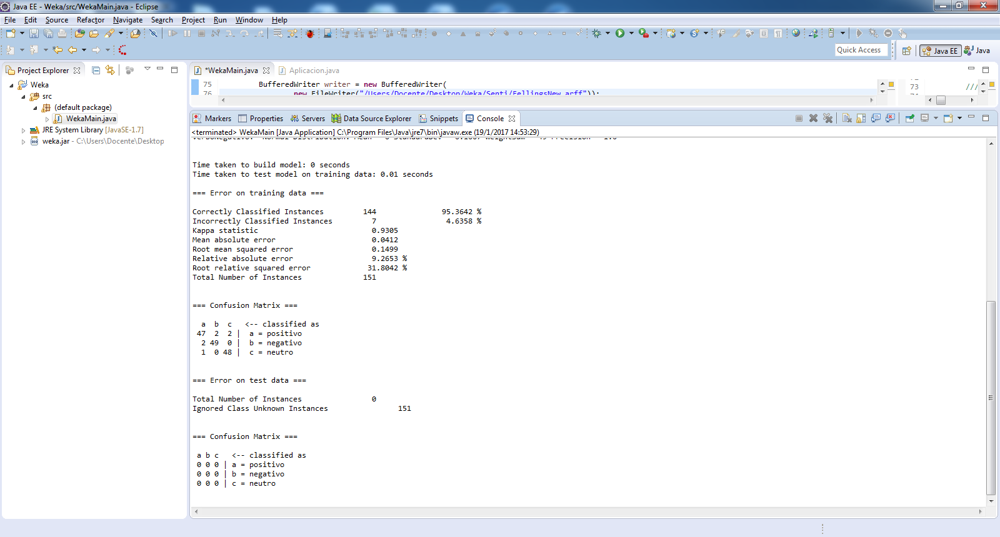 Java EE - Weka/src/WekaMain.java - Eclipse
File Edit Source Refactor Navigate Search Project Run Window Help
Quick Access
Java EE
Java
Project Explorer
Weka
src
(default package)
WekaMain.java
JRE System Library [JavaSE-1.7]
weka.jar - C:\Users\Docente\Desktop
*WekaMain.java
Aplicacion.java
75 BufferedWriter writer = new BufferedWriter(
76 new FileWriter("/Users/Docente/Desktop/Weka/Senti/FellingsNew.arff"));
73 ///
Markers Properties Servers Data Source Explorer Snippets Console
<terminated> WekaMain [Java Application] C:\Program Files\Java\jre7\bin\javaw.exe (19/1/2017 14:53:29)
Time taken to build model: 0 seconds
Time taken to test model on training data: 0.01 seconds
=== Error on training data ===
Correctly Classified Instances 144 95.3642 %
Incorrectly Classified Instances 7 4.6358 %
Kappa statistic 0.9305
Mean absolute error 0.0412
Root mean squared error 0.1499
Relative absolute error 9.2653 %
Root relative squared error 31.8042 %
Total Number of Instances 151
=== Confusion Matrix ===
a b c <-- classified as
47 2 2 | a = positivo
2 49 0 | b = negativo
1 0 48 | c = neutro
=== Error on test data ===
Total Number of Instances 0
Ignored Class Unknown Instances 151
=== Confusion Matrix ===
a b c <-- classified as
0 0 0 | a = positivo
0 0 0 | b = negativo
0 0 0 | c = neutro